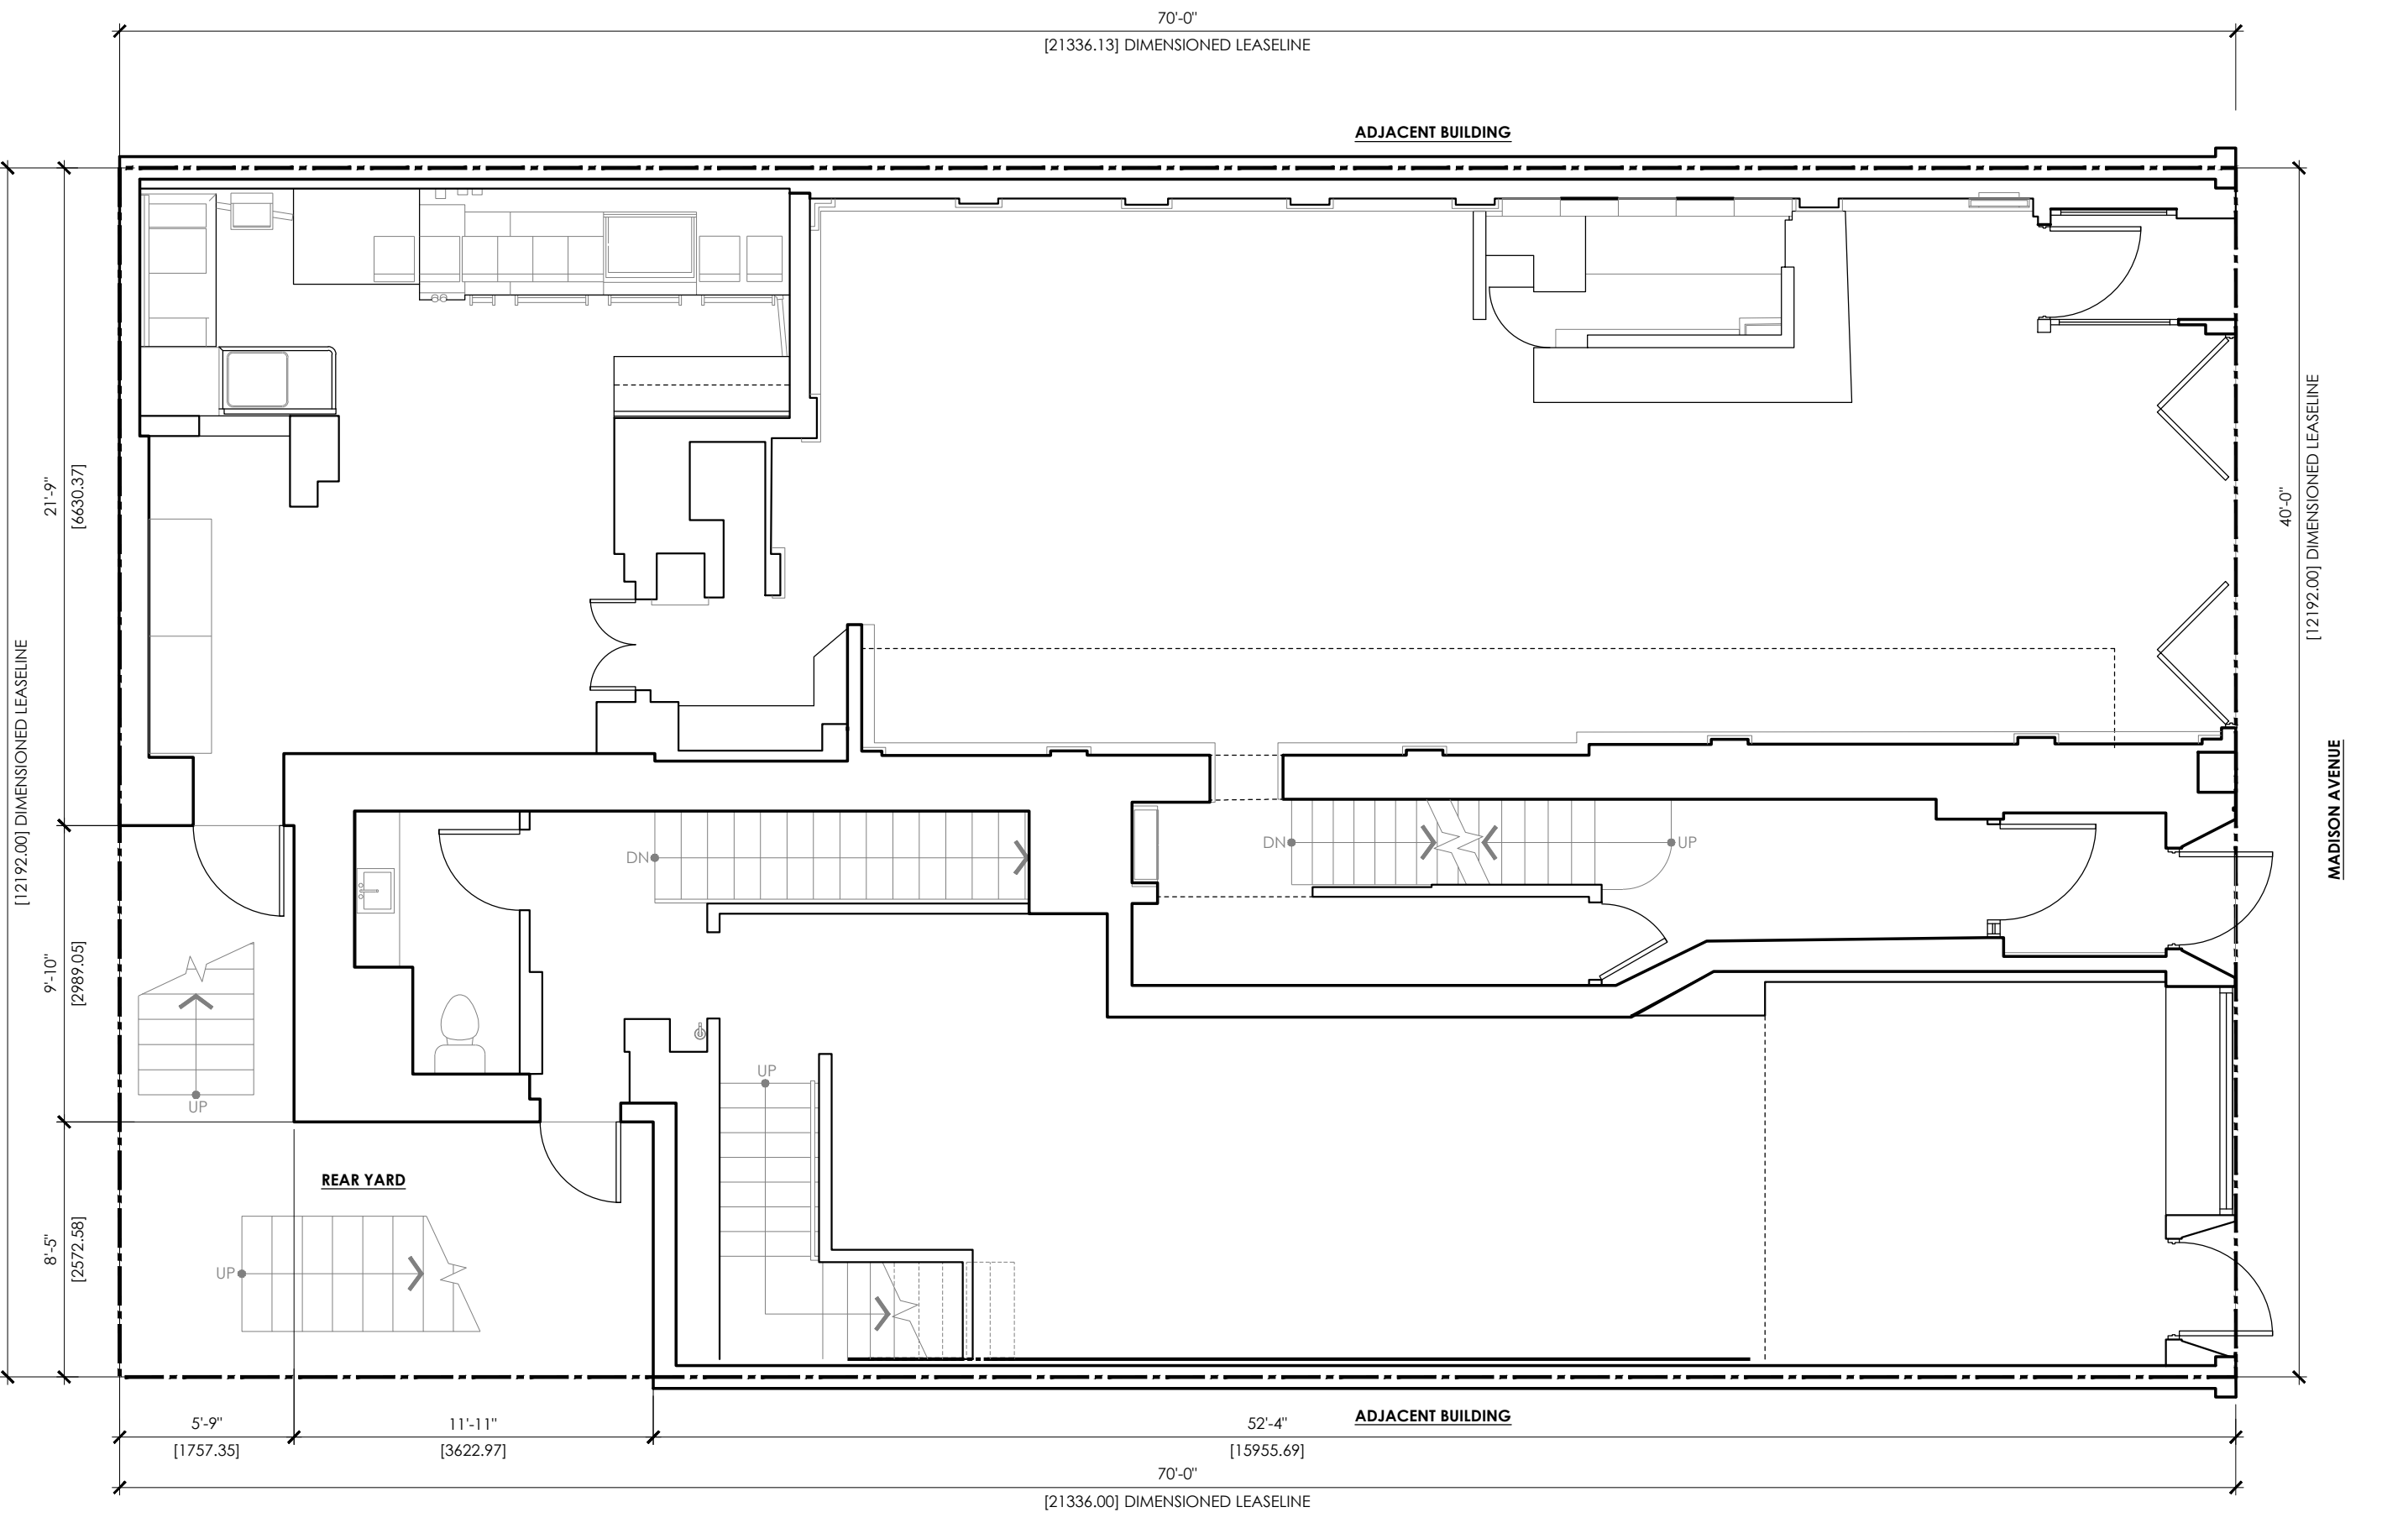 70'-0"
[21336.13] DIMENSIONED LEASELINE
ADJACENT BUILDING
21'-9"
[6630.37]
40'-0"
[12192.00] DIMENSIONED LEASELINE
[12192.00] DIMENSIONED LEASELINE
MADISON AVENUE
DN
DN
UP
9'-10"
[2989.05]
UP
UP
REAR YARD
8'-5"
[2572.58]
UP
ADJACENT BUILDING
5'-9"
[1757.35]
11'-11"
[3622.97]
52'-4"
[15955.69]
70'-0"
[21336.00] DIMENSIONED LEASELINE